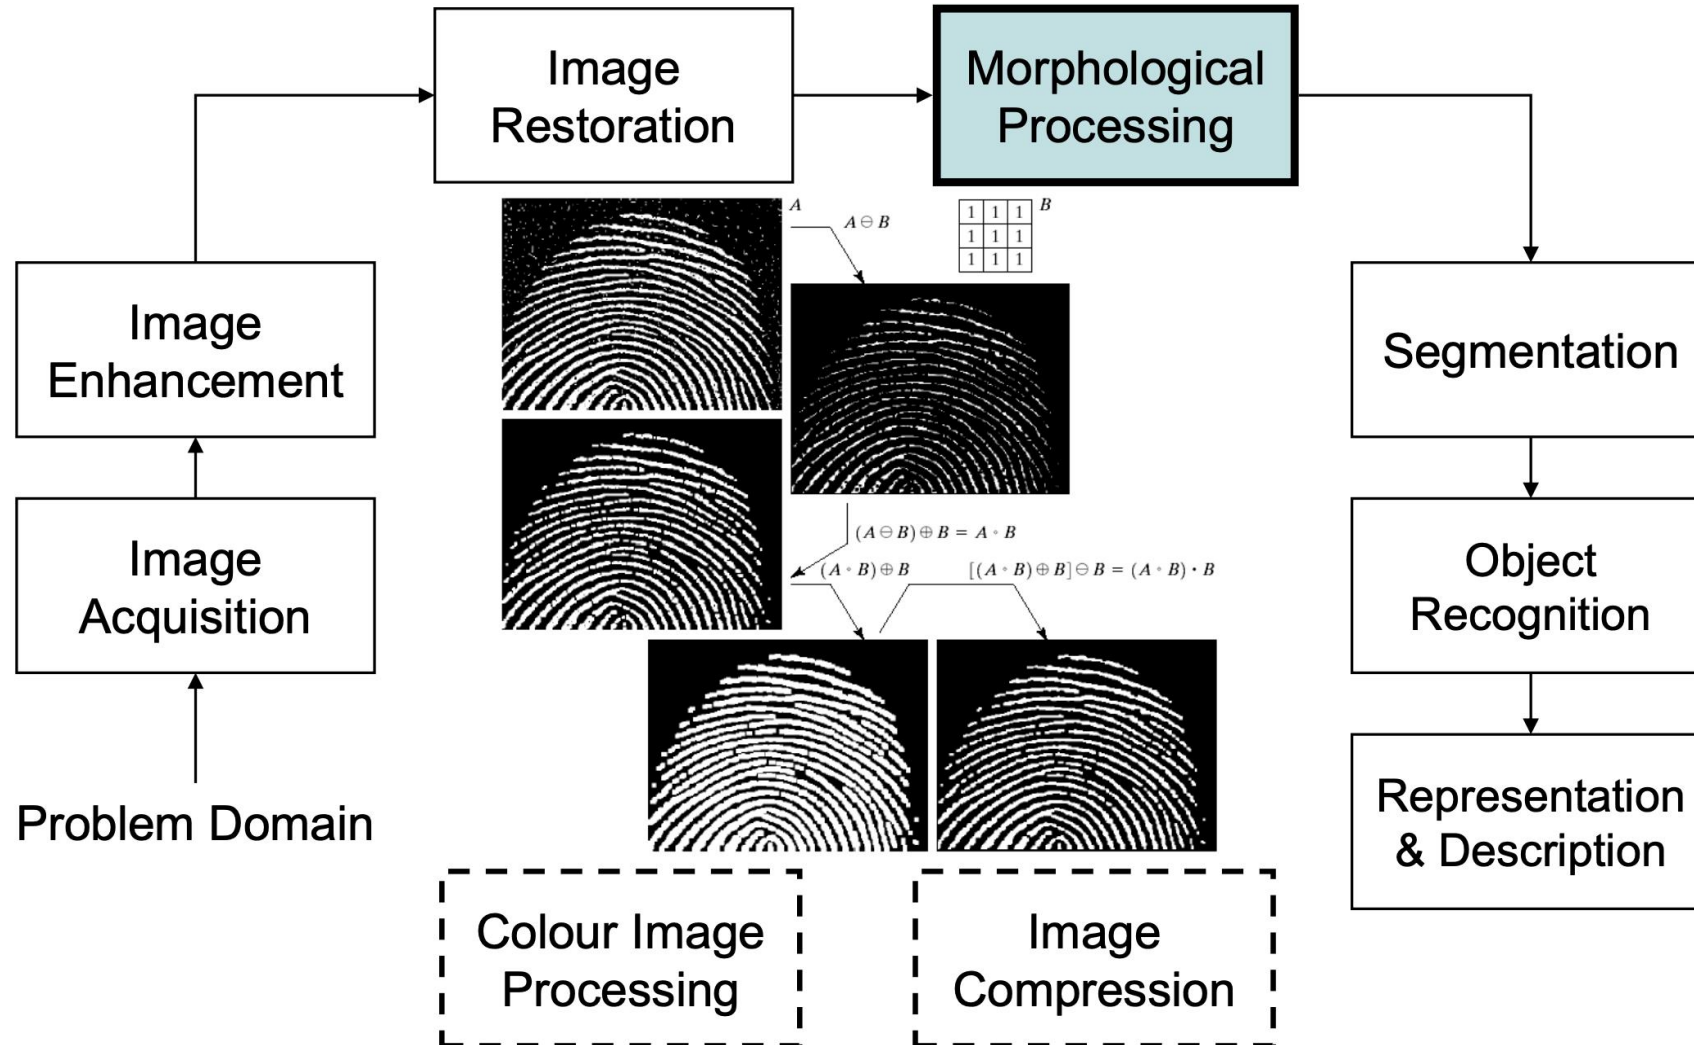 Image
Restoration
Morphological
Processing
A
A ⊖ B
1 1 1
1 1 1
1 1 1
B
Image
Enhancement
Segmentation
(A ⊖ B) ⊕ B = A ∘ B
(A ∘ B) ⊕ B
[(A ∘ B) ⊕ B] ⊖ B = (A ∘ B) • B
Image
Acquisition
Object
Recognition
Problem Domain
Representation
& Description
Colour Image
Processing
Image
Compression